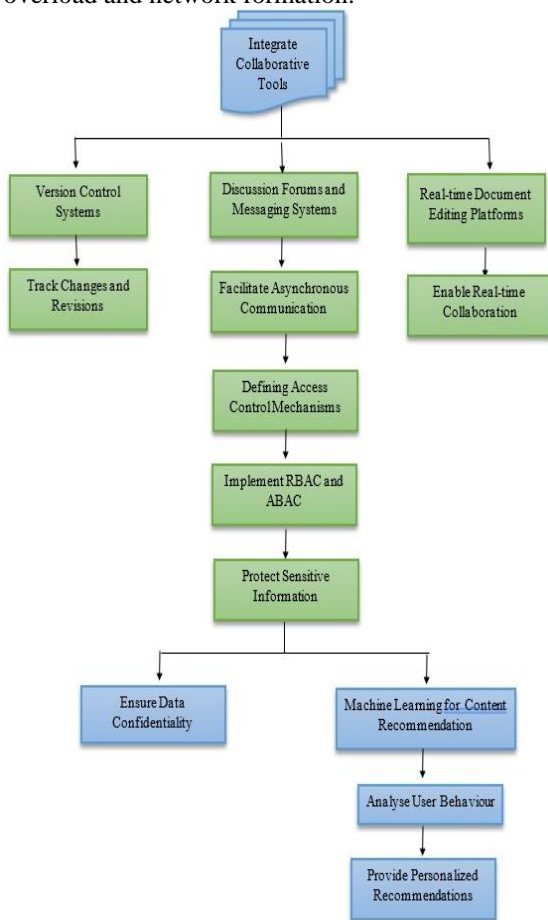 overload and network formation.
Integrate
Collaborative
Tools
Version Control
Systems
Discussion Forums and
Messaging Systems
Real-time Document
Editing Platforms
Track Changes and
Revisions
Facilitate Asynchronous
Communication
Enable Real-time
Collaboration
Defining Access
Control Mechanisms
Implement RBAC and
ABAC
Protect Sensitive
Information
Ensure Data
Confidentiality
Machine Learning for Content
Recommendation
Analyse User Behaviour
Provide Personalized
Recommendations